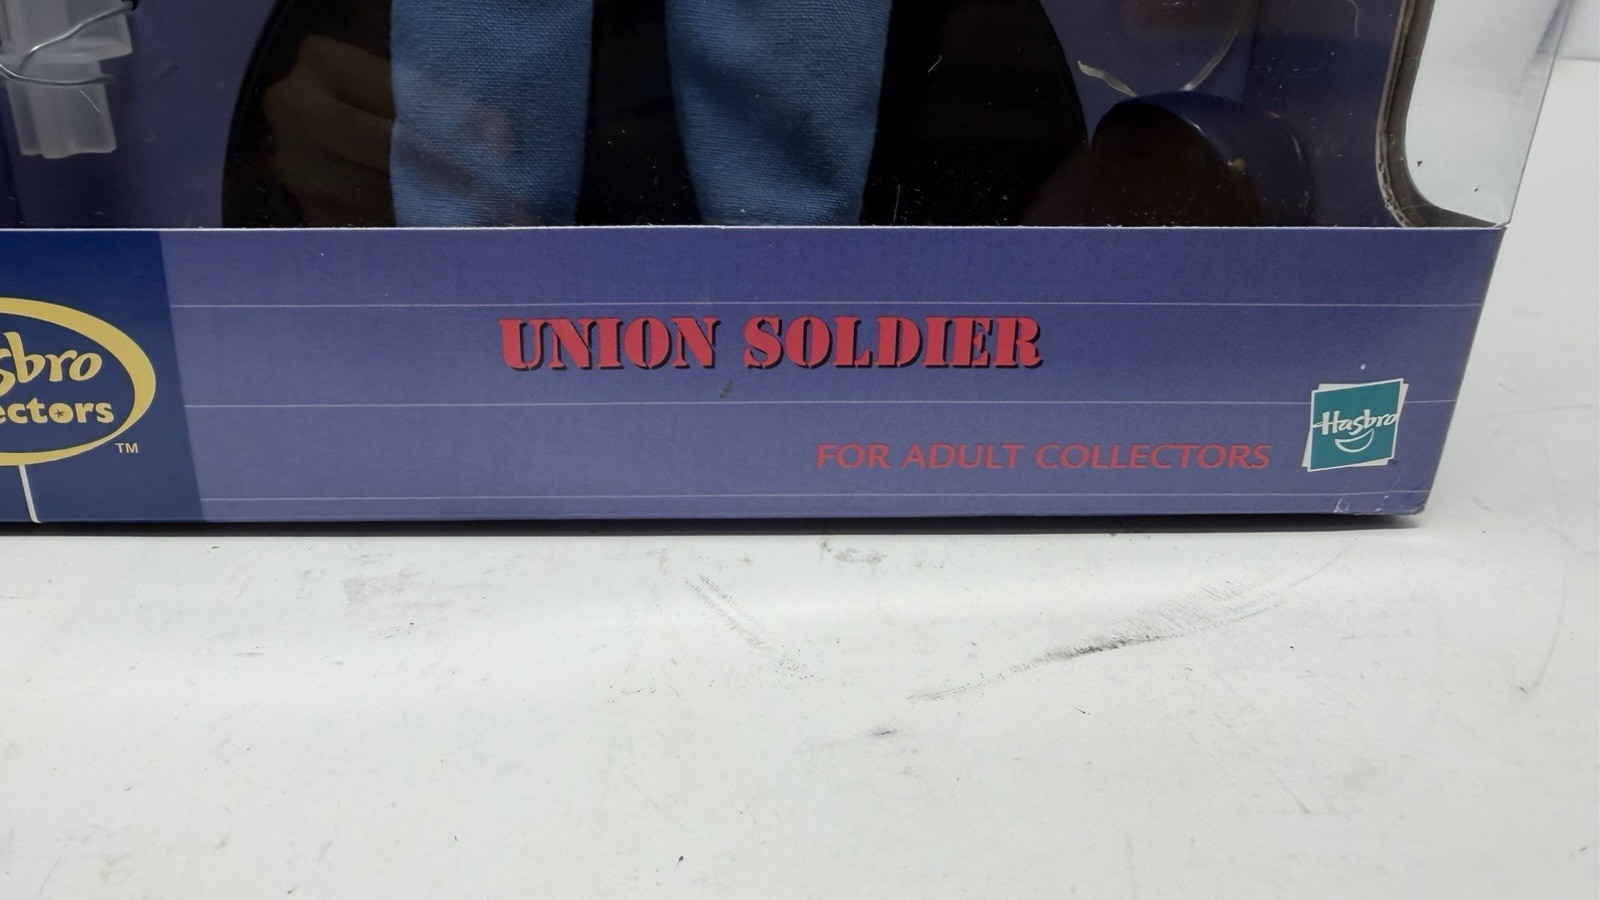 UNION SOLDIER
sbro
ectors
TM
FOR ADULT COLLECTORS
Hasbro